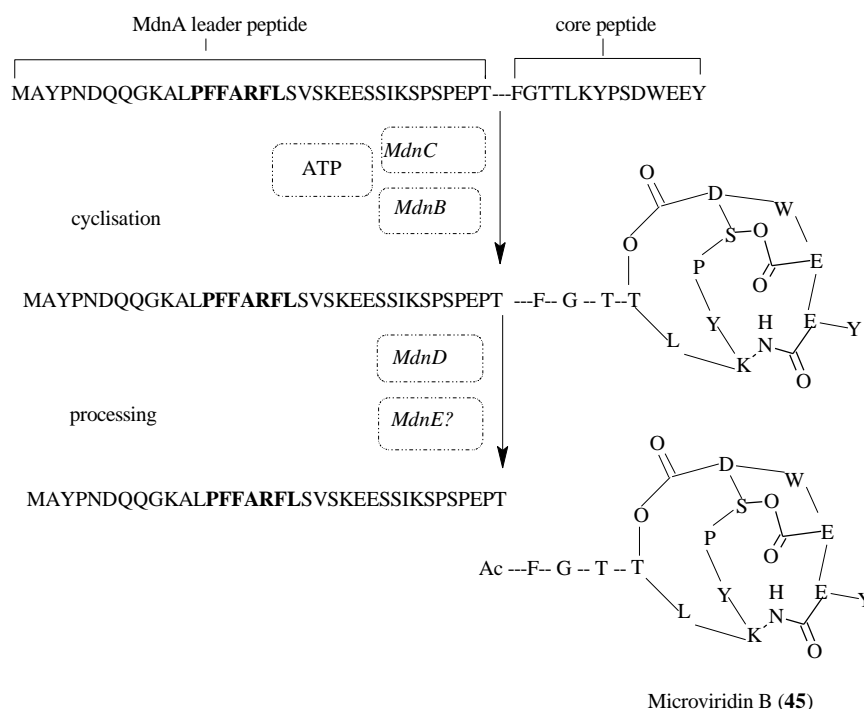 MdnA leader peptide core peptide
MAYPNDQQGKALPFFARFLSVSKEESSIKSPSPEPT---FGTTLKYPSDWEEY
ATP MdnC
MdnB
cyclisation
O D W
O S O E
P O
MAYPNDQQGKALPFFARFLSVSKEESSIKSPSPEPT ---F-- G -- T --T
Y H E Y
L N
K O
MdnD
processing
MdnE?
O D W
MAYPNDQQGKALPFFARFLSVSKEESSIKSPSPEPT
O S O E
P O
Ac ---F-- G -- T -- T
Y H E Y
L N
K O
Microviridin B (45)